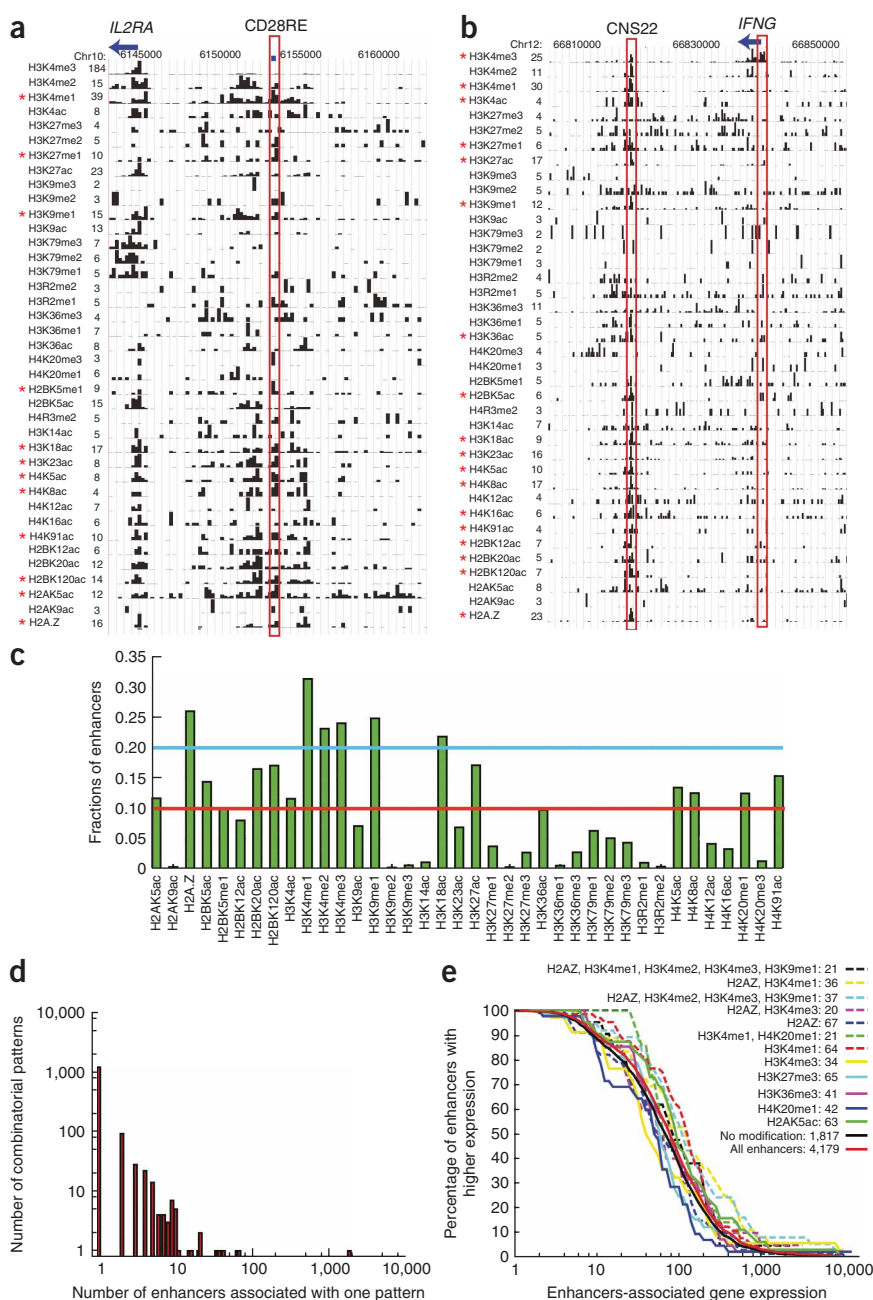 a
IL2RA
CD28RE
Chr10:
6145000
6150000
6155000
6160000
H3K4me3 184
H3K4me2 15
* H3K4me1 39
H3K4ac 8
H3K27me3 4
H3K27me2 5
* H3K27me1 10
H3K27ac 23
H3K9me3 2
H3K9me2 3
* H3K9me1 15
H3K9ac 13
H3K79me3 7
H3K79me2 6
H3K79me1 5
H3R2me2 3
H3R2me1 5
H3K36me3 4
H3K36me1 7
H3K36ac 8
H4K20me3 3
H4K20me1 6
* H2BK5me1 9
H2BK5ac 15
H4R3me2 5
H3K14ac 5
* H3K18ac 17
* H3K23ac 8
* H4K5ac 8
* H4K8ac 4
H4K12ac 7
H4K16ac 6
* H4K91ac 10
H2BK12ac 6
H2BK20ac 12
* H2BK120ac 14
* H2AK5ac 12
H2AK9ac 3
* H2A.Z 16
b
CNS22
IFNG
Chr12:
66810000
66830000
66850000
* H3K4me3 25
H3K4me2 11
* H3K4me1 30
* H3K4ac 4
H3K27me3 4
H3K27me2 5
* H3K27me1 6
* H3K27ac 17
H3K9me3 5
H3K9me2 5
* H3K9me1 12
H3K9ac 3
H3K79me3 2
H3K79me2 2
H3K79me1 3
H3R2me2 4
H3R2me1 5
H3K36me3 11
H3K36me1 5
* H3K36ac 5
H4K20me3 4
H4K20me1 3
H2BK5me1 5
* H2BK5ac 6
H4R3me2 3
H3K14ac 7
* H3K18ac 9
* H3K23ac 16
* H4K5ac 10
* H4K8ac 17
H4K12ac 4
* H4K16ac 6
* H4K91ac 4
* H2BK12ac 7
* H2BK20ac 5
* H2BK120ac 7
H2AK5ac 8
H2AK9ac 3
* H2A.Z 23
c
Fractions of enhancers
0.35
0.30
0.25
0.20
0.15
0.10
0.05
0
H2AK5ac
H2AK9ac
H2A.Z
H2BK5ac
H2BK5me1
H2BK12ac
H2BK20ac
H2BK120ac
H3K4ac
H3K4me1
H3K4me2
H3K4me3
H3K9ac
H3K9me1
H3K9me2
H3K9me3
H3K14ac
H3K18ac
H3K23ac
H3K27ac
H3K27me1
H3K27me2
H3K27me3
H3K36ac
H3K36me1
H3K36me3
H3K79me1
H3K79me2
H3K79me3
H3R2me1
H3R2me2
H4K5ac
H4K8ac
H4K12ac
H4K16ac
H4K20me1
H4K20me3
H4K91ac
d
Number of combinatorial patterns
10,000
1,000
100
10
1
1
10
100
1,000
10,000
Number of enhancers associated with one pattern
e
H2AZ, H3K4me1, H3K4me2, H3K4me3, H3K9me1: 21
H2AZ, H3K4me1: 36
H2AZ, H3K4me2, H3K4me3, H3K9me1: 37
H2AZ, H3K4me3: 20
H2AZ: 67
H3K4me1, H4K20me1: 21
H3K4me1: 64
H3K4me3: 34
H3K27me3: 65
H3K36me3: 41
H4K20me1: 42
H2AK5ac: 63
No modification: 1,817
All enhancers: 4,179
Percentage of enhancers with
higher expression
100
90
80
70
60
50
40
30
20
10
0
1
10
100
1,000
10,000
Enhancers-associated gene expression